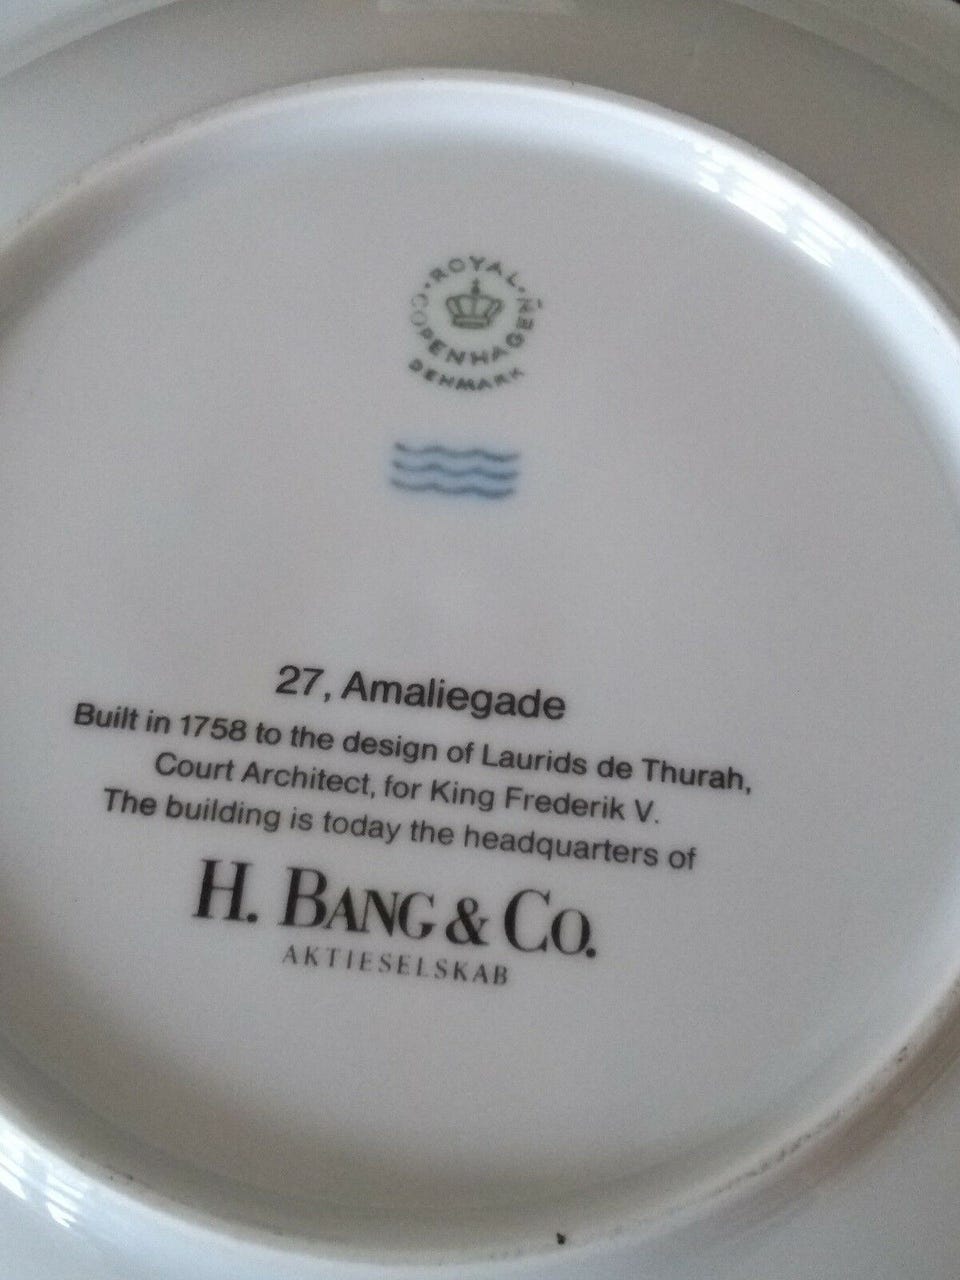 ROYAL
COPENHAGEN
DENMARK
27, Amaliegade
Built in 1758 to the design of Laurids de Thurah,
Court Architect, for King Frederik V.
The building is today the headquarters of
H. BANG & CO.
AKTIESELSKAB